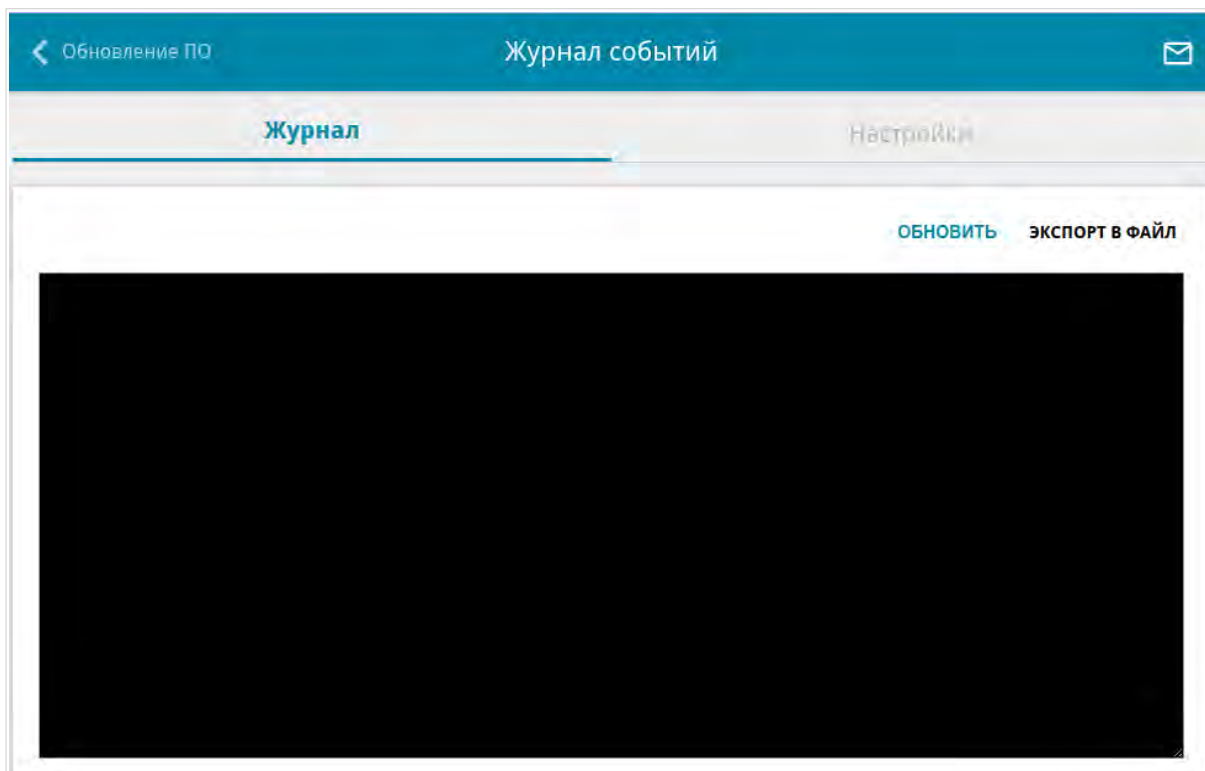 Обновление ПО
Журнал событий
Журнал
Настройки
ОБНОВИТЬ
ЭКСПОРТ В ФАЙЛ